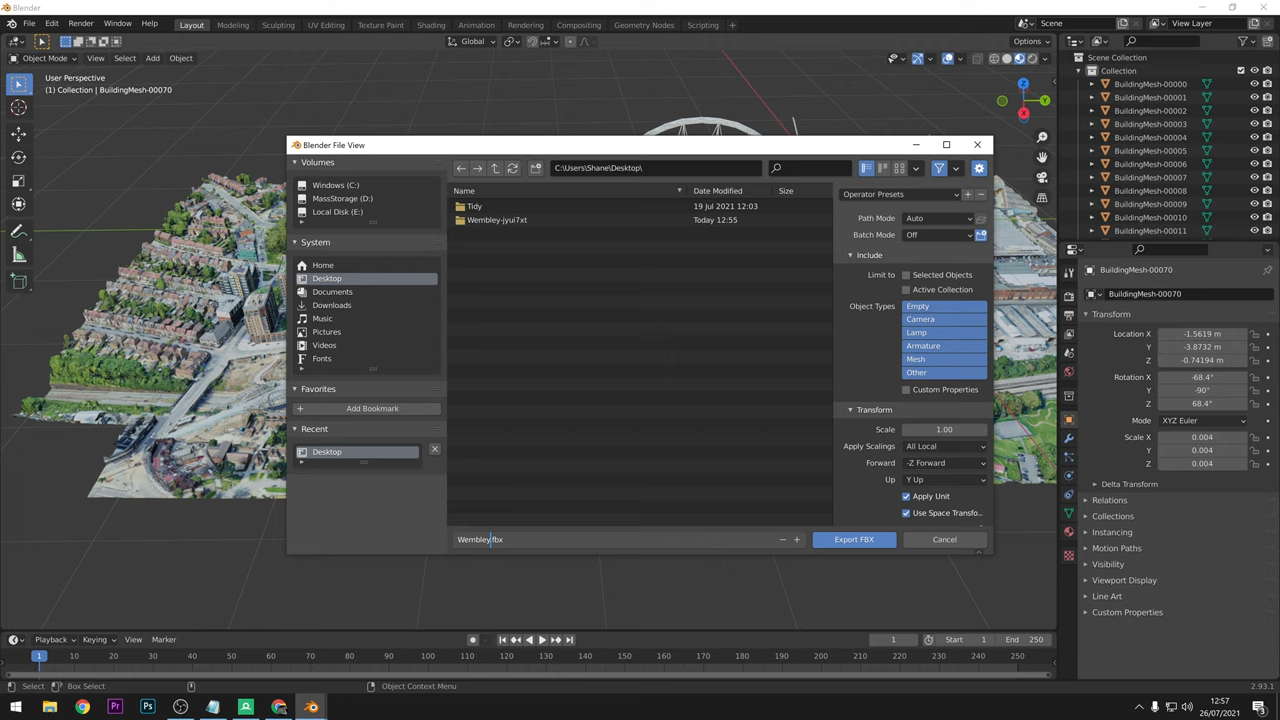 Blender
File Edit Render Window Help Layout Modeling Sculpting UV Editing Texture Paint Shading Animation Rendering Compositing Geometry Nodes Scripting + Scene View Layer
Global Options
Object Mode View Select Add Object
User Perspective
(1) Collection | BuildingMesh-00070
Z
Y
X
Scene Collection
Collection
BuildingMesh-00000
BuildingMesh-00001
BuildingMesh-00002
BuildingMesh-00003
BuildingMesh-00004
BuildingMesh-00005
BuildingMesh-00006
BuildingMesh-00007
BuildingMesh-00008
BuildingMesh-00009
BuildingMesh-00010
BuildingMesh-00011
Blender File View
Volumes
Windows (C:)
MassStorage (D:)
Local Disk (E:)
System
Home
Desktop
Documents
Downloads
Music
Pictures
Videos
Fonts
Favorites
+ Add Bookmark
Recent
Desktop
C:\Users\Shane\Desktop\
Name Date Modified Size
Tidy 19 Jul 2021 12:03
Wembley-jyui7xt Today 12:55
Operator Presets
Path Mode Auto
Batch Mode Off
Include
Limit to Selected Objects
Active Collection
Object Types Empty
Camera
Lamp
Armature
Mesh
Other
Custom Properties
Transform
Scale 1.00
Apply Scalings All Local
Forward -Z Forward
Up Y Up
Apply Unit
Use Space Transfo..
Wembley.fbx
Export FBX Cancel
BuildingMesh-00070
BuildingMesh-00070
Transform
Location X -1.5619 m
Y -3.8732 m
Z -0.74194 m
Rotation X -68.4°
Y -90°
Z 68.4°
Mode XYZ Euler
Scale X 0.004
Y 0.004
Z 0.004
Delta Transform
Relations
Collections
Instancing
Motion Paths
Visibility
Viewport Display
Line Art
Custom Properties
Playback Keying View Marker 1 Start 1 End 250
1 10 20 30 40 50 60 70 80 90 100 110 120 130 140 150 160 170 180 190 200 210 220 230 240 250
Select Box Select Object Context Menu 2.93.1
Pr Ps
12:57
26/07/2021
3